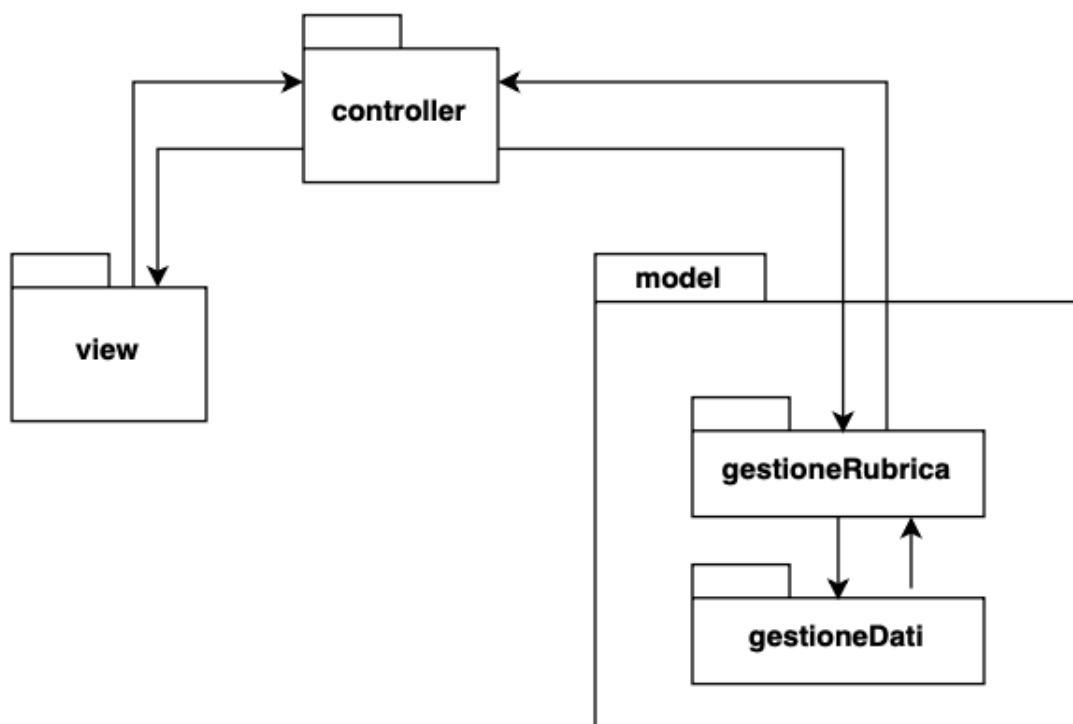 controller
view
model
gestioneRubrica
gestioneDati